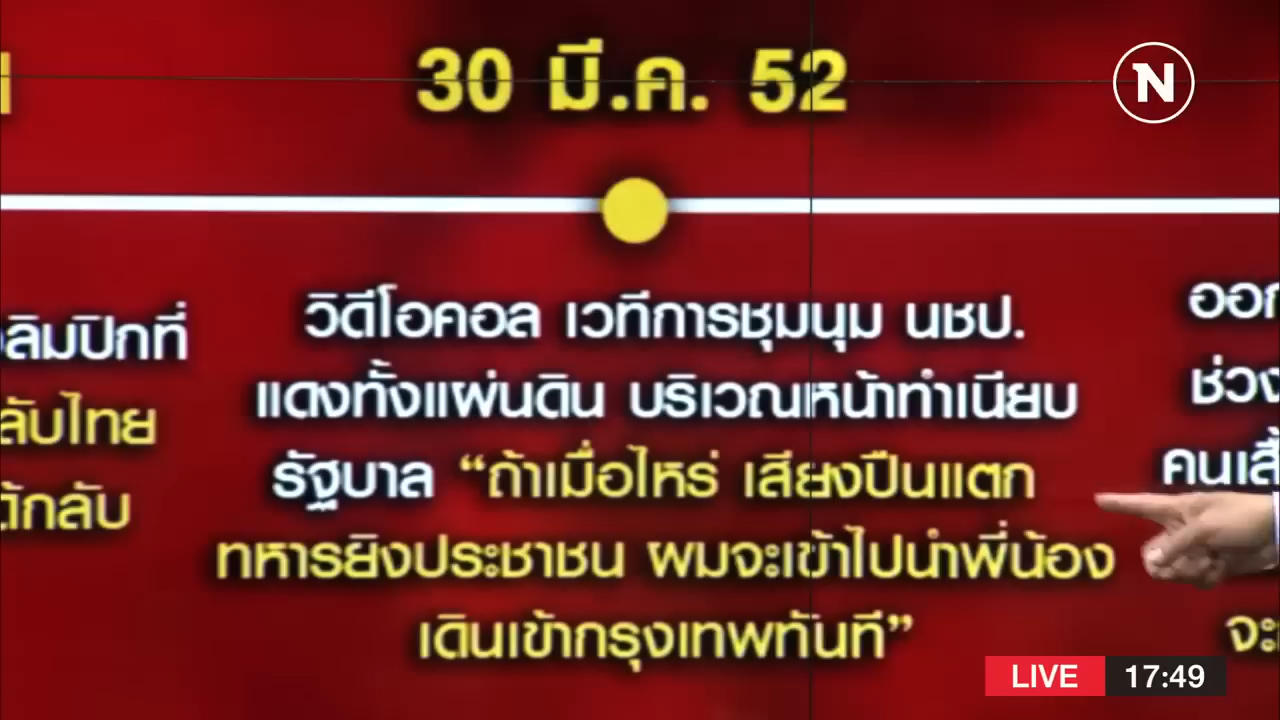 30 มี.ค. 52
N
ลิมปิกที่
ลับไทย
กลับ
วิดีโอคอล เวทีการชุมนุม นชป.
แดงทั้งแผ่นดิน บริเวณหน้าทำเนียบ
รัฐบาล “ถ้าเมื่อไหร่ เสียงปืนแตก
ทหารยิงประชาชน ผมจะเข้าไปนำพี่น้อง
เดินเข้ากรุงเทพทันที”
ช่วง
จะ
LIVE 17:49